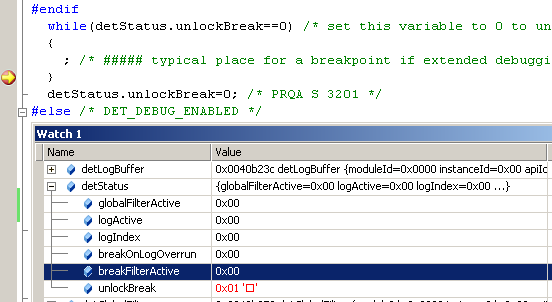 #endif
while(detStatus.unlockBreak==0) /* set this variable to 0 to un
{
; /* ##### typical place for a breakpoint if extended debuggi
}
detStatus.unlockBreak=0; /* PRQA S 3201 */
#else /* DET_DEBUG_ENABLED */
Watch 1
Name Value
detLogBuffer 0x0040b23c detLogBuffer {moduleId=0x0000 instanceId=0x00 apiId
detStatus {globalFilterActive=0x00 logActive=0x00 logIndex=0x00 ...}
globalFilterActive 0x00
logActive 0x00
logIndex 0x00
breakOnLogOverrun 0x00
breakFilterActive 0x00
unlockBreak 0x01 '□'